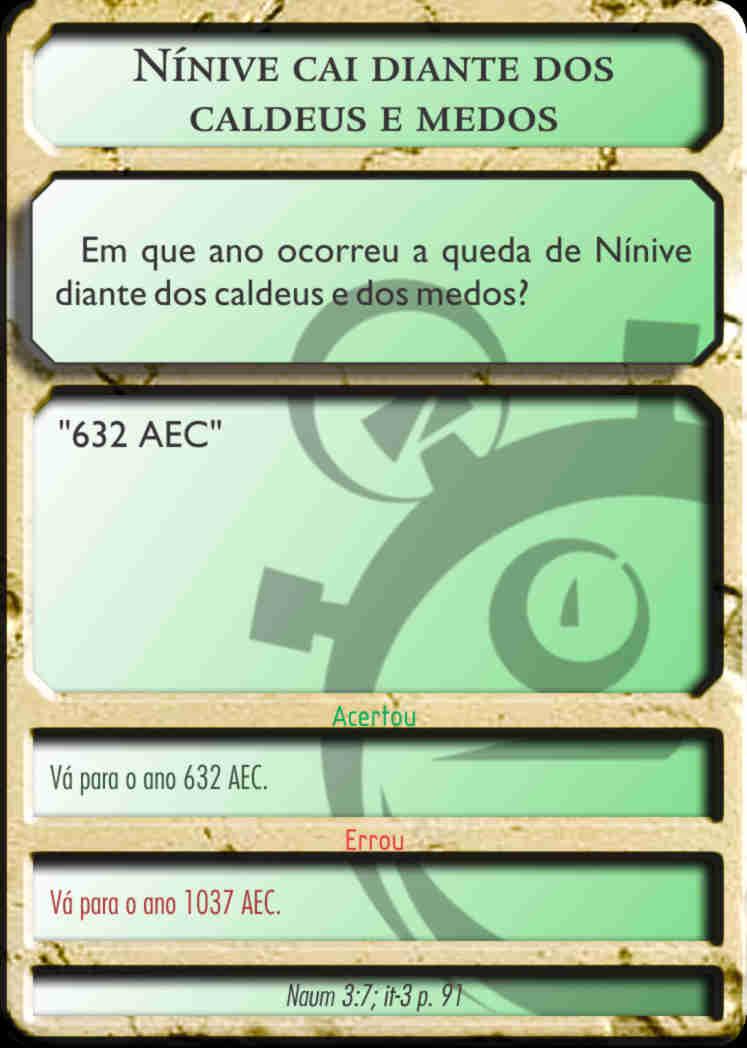 Nínive cai diante dos
caldeus e medos
Em que ano ocorreu a queda de Nínive
diante dos caldeus e dos medos?
"632 AEC"
Acertou
Vá para o ano 632 AEC.
Errou
Vá para o ano 1037 AEC.
Naum 3:7; it-3 p. 91